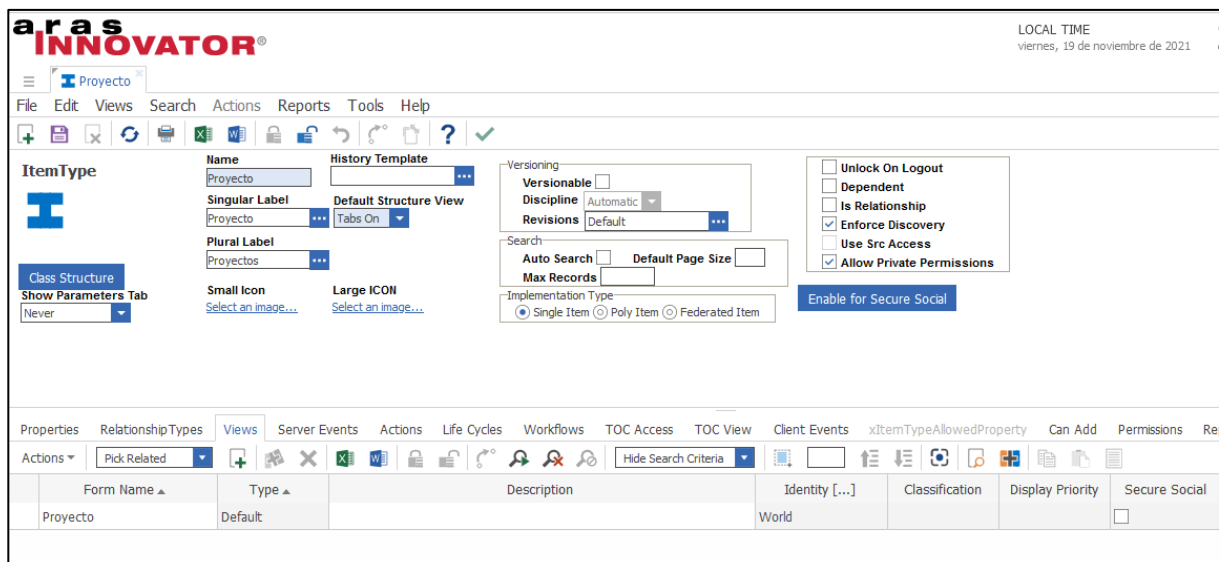 aras
INNOVATOR®
LOCAL TIME
viernes, 19 de noviembre de 2021
Proyecto
File Edit Views Search Actions Reports Tools Help
ItemType
Class Structure
Show Parameters Tab
Never
Name
Proyecto
Singular Label
Proyecto
Plural Label
Proyectos
Small Icon
Select an image...
History Template
Default Structure View
Tabs On
Large ICON
Select an image...
Versioning
Versionable
Discipline Automatic
Revisions Default
Search
Auto Search Default Page Size
Max Records
Implementation Type
Single Item Poly Item Federated Item
Unlock On Logout
Dependent
Is Relationship
Enforce Discovery
Use Src Access
Allow Private Permissions
Enable for Secure Social
Properties RelationshipTypes Views Server Events Actions Life Cycles Workflows TOC Access TOC View Client Events xItemTypeAllowedProperty Can Add Permissions
Actions Pick Related Hide Search Criteria
Form Name Type Description Identity [...] Classification Display Priority Secure Social
Proyecto Default World